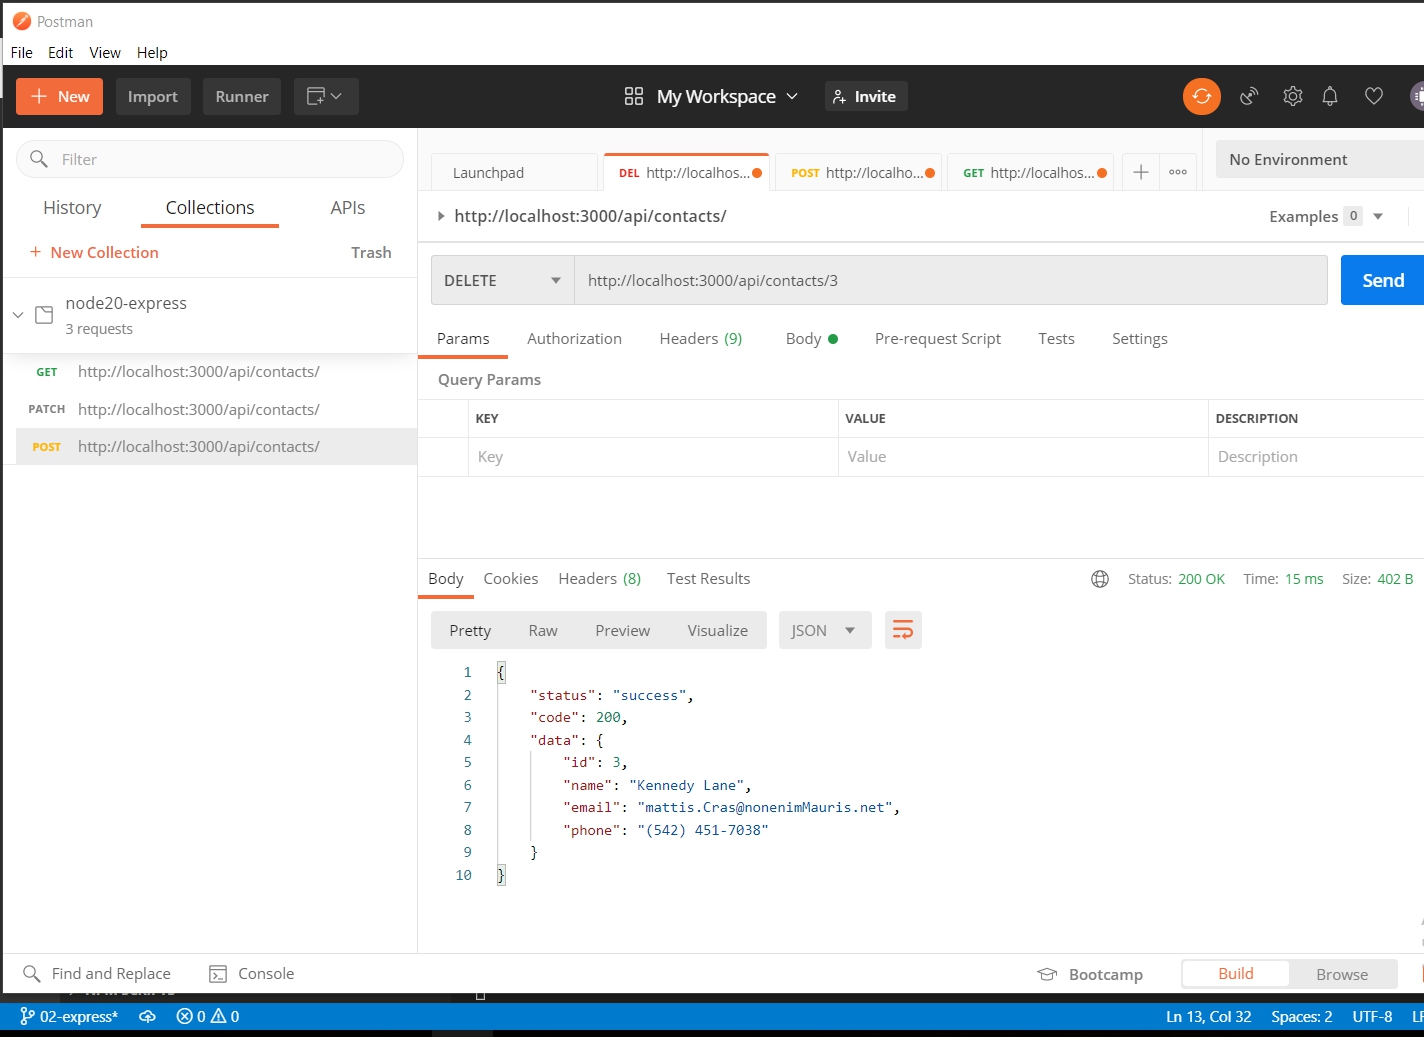 Postman
File Edit View Help
New Import Runner My Workspace Invite
Filter
History Collections APIs
+ New Collection Trash
node20-express
3 requests
GET http://localhost:3000/api/contacts/
PATCH http://localhost:3000/api/contacts/
POST http://localhost:3000/api/contacts/
Launchpad DEL http://localhos... POST http://localho... GET http://localhos... No Environment
http://localhost:3000/api/contacts/ Examples 0
DELETE http://localhost:3000/api/contacts/3 Send
Params Authorization Headers (9) Body Pre-request Script Tests Settings
Query Params
KEY VALUE DESCRIPTION
Key Value Description
Body Cookies Headers (8) Test Results Status: 200 OK Time: 15 ms Size: 402 B
Pretty Raw Preview Visualize JSON
1 {
2 "status": "success",
3 "code": 200,
4 "data": {
5 "id": 3,
6 "name": "Kennedy Lane",
7 "email": "mattis.Cras@nonenimMauris.net",
8 "phone": "(542) 451-7038"
9 }
10 }
Find and Replace Console Bootcamp Build Browse
02-express* 0 0 Ln 13, Col 32 Spaces: 2 UTF-8 LF